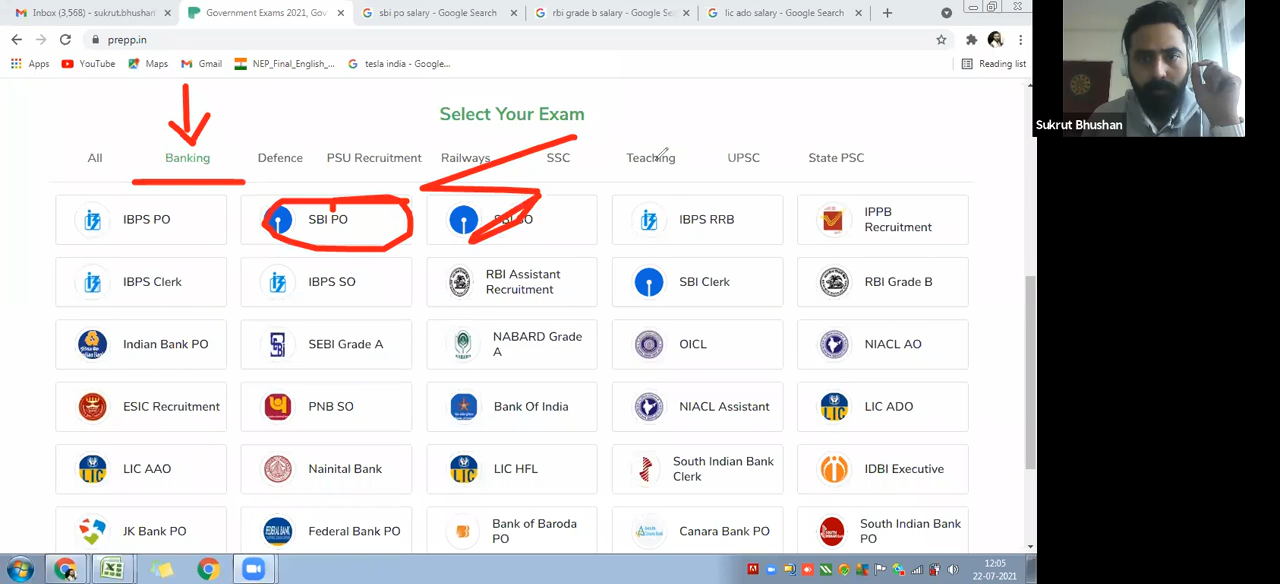 Inbox (3,568) - sukrut.bhushan
Government Exams 2021, Gov
sbi po salary - Google Search
rbi grade b salary - Google Se
lic ado salary - Google Search
prepp.in
Apps
YouTube
Maps
Gmail
NEP_Final_English_...
tesla india - Google...
Reading list
Sukrut Bhushan
Select Your Exam
All Banking Defence PSU Recruitment Railways SSC Teaching UPSC State PSC
IBPS PO
SBI PO
SBI SO
IBPS RRB
IPPB
Recruitment
IBPS Clerk
IBPS SO
RBI Assistant
Recruitment
SBI Clerk
RBI Grade B
Indian Bank PO
SEBI Grade A
NABARD Grade
A
OICL
NIACL AO
ESIC Recruitment
PNB SO
Bank Of India
NIACL Assistant
LIC ADO
LIC AAO
Nainital Bank
LIC HFL
South Indian Bank
Clerk
IDBI Executive
JK Bank PO
Federal Bank PO
Bank of Baroda
PO
Canara Bank PO
South Indian Bank
PO
12:05
22-07-2021